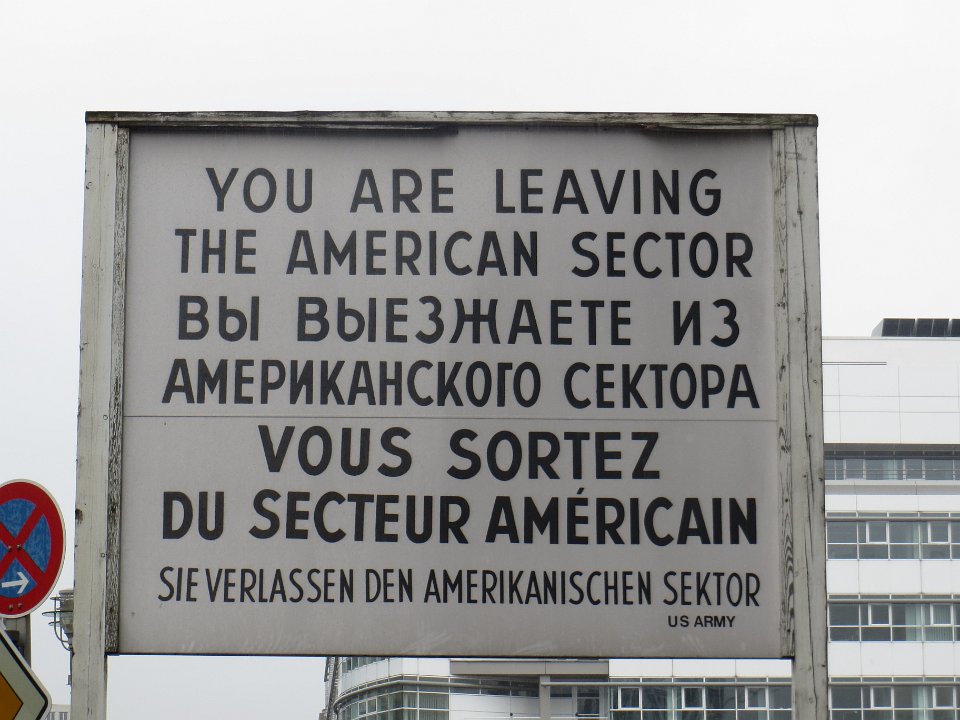 YOU ARE LEAVING
THE AMERICAN SECTOR
ВЫ ВЫЕЗЖАЕТЕ ИЗ
АМЕРИКАНСКОГО СЕКТОРА
VOUS SORTEZ
DU SECTEUR AMÉRICAIN
SIE VERLASSEN DEN AMERIKANISCHEN SEKTOR
US ARMY